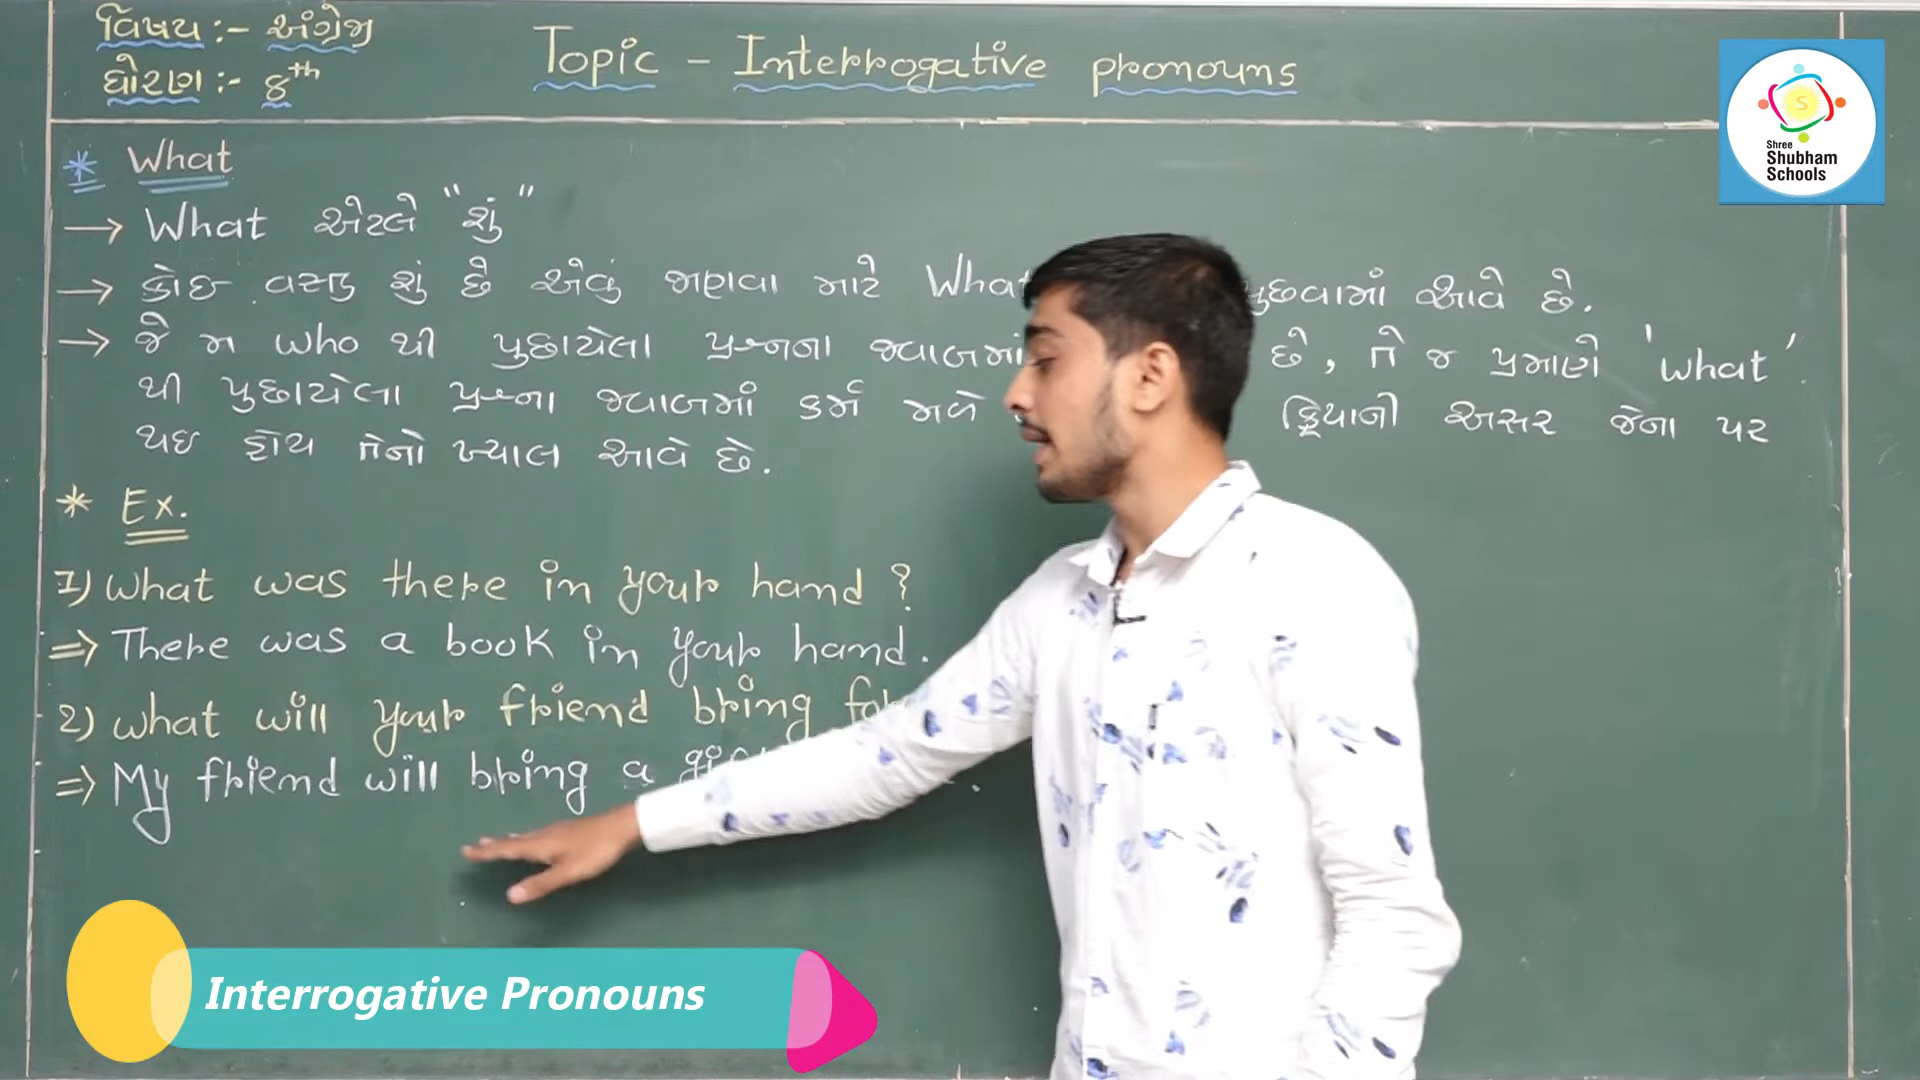 વિષય :- અંગ્રેજી
ધોરણ :- 8th
Topic - Interrogative pronouns
Shree
Shubham
Schools
* What
→ What એટલે "શું"
→ કોઇ વસ્તુ શું છે એવું જાણવા માટે What પુછવામાં આવે છે.
→ જે મ who થી પુછાયેલા પ્રશ્નના જવાબમાં છે, તે જ પ્રમાણે 'what'
થી પુછાયેલા પ્રશ્નના જવાબમાં કર્મ મળે ક્રિયાની અસર જેના પર
થઇ હોય તેનો ખ્યાલ આવે છે.
* Ex.
1) What was there in your hand ?
⇒ There was a book in your hand.
2) what will your friend bring for
⇒ My friend will bring a
Interrogative Pronouns